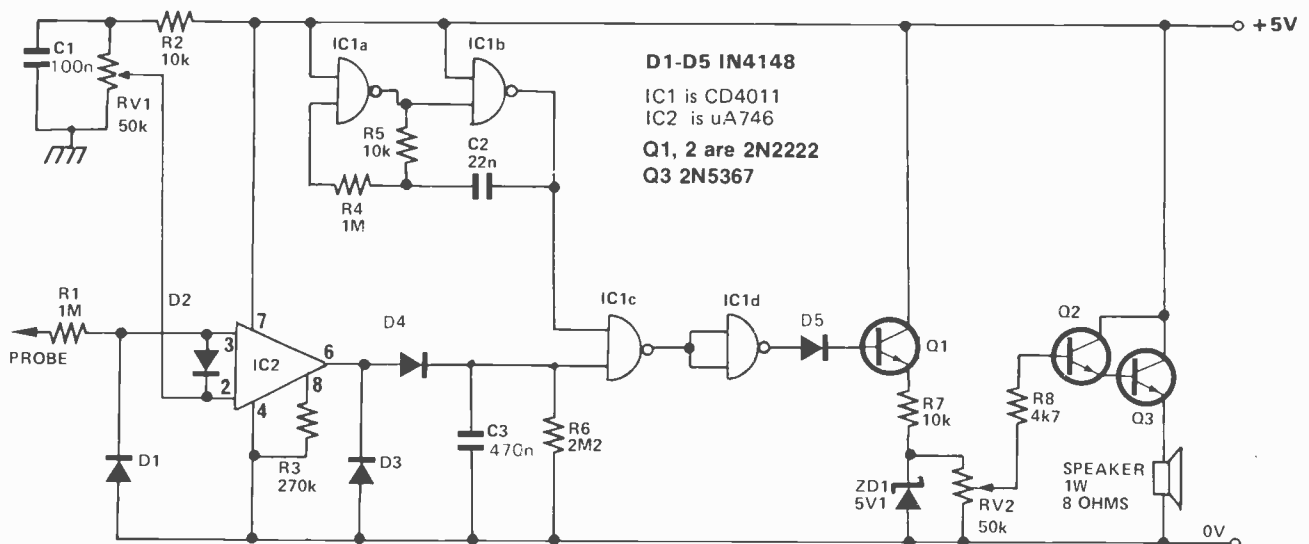 C1
100n
R2
10k
RV1
50k
IC1a
IC1b
R5
10k
C2
22n
R4
1M
D1-D5 IN4148
IC1 is CD4011
IC2 is uA746
Q1, 2 are 2N2222
Q3 2N5367
+5V
R1
1M
PROBE
D2
3
2
7
IC2
6
8
4
D4
R3
270k
D1
D3
C3
470n
R6
2M2
IC1c
IC1d
D5
Q1
R7
10k
ZD1
5V1
RV2
50k
R8
4k7
Q2
Q3
SPEAKER
1W
8 OHMS
0V